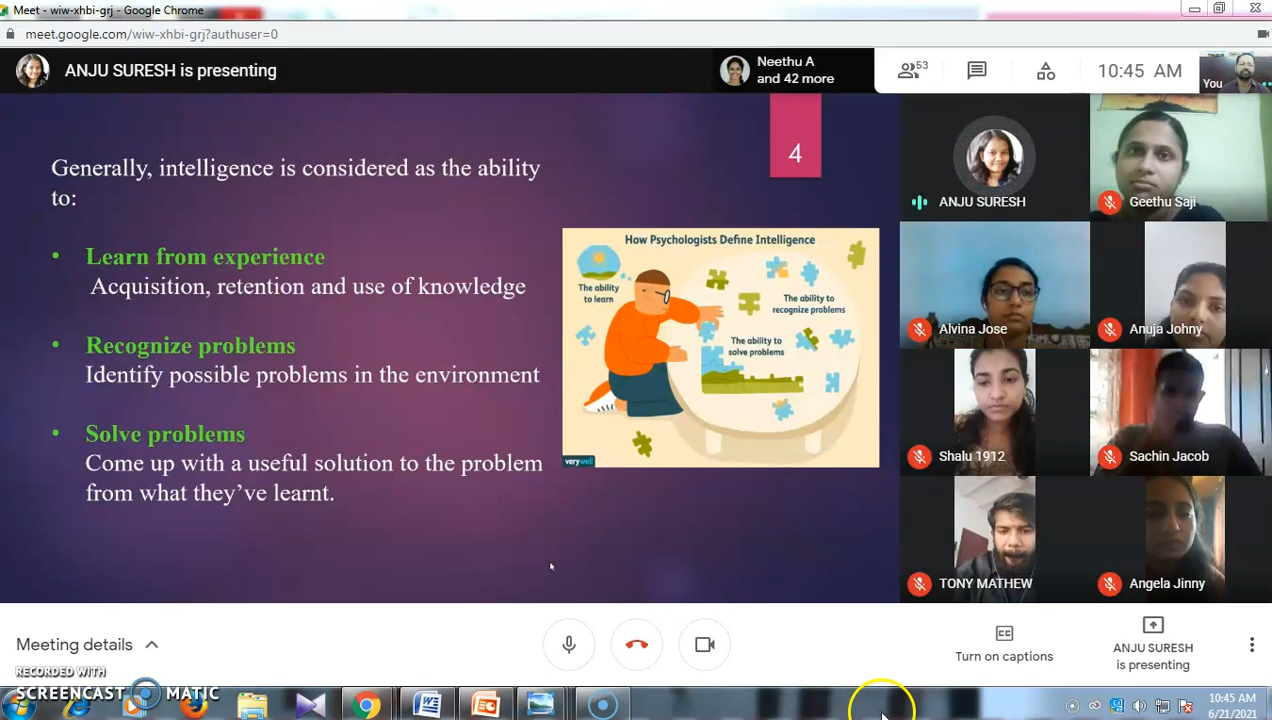 Meet - wiw-xhbi-grj - Google Chrome
meet.google.com/wiw-xhbi-grj?authuser=0
ANJU SURESH is presenting
Neethu A
and 42 more
53
10:45 AM
You
4
Generally, intelligence is considered as the ability
to:
• Learn from experience
Acquisition, retention and use of knowledge
• Recognize problems
Identify possible problems in the environment
• Solve problems
Come up with a useful solution to the problem
from what they've learnt.
How Psychologists Define Intelligence
The ability
to learn
The ability to
recognize problems
The ability to
solve problems
verywell
ANJU SURESH
Geethu Saji
Alvina Jose
Anuja Johny
Shalu 1912
Sachin Jacob
TONY MATHEW
Angela Jinny
Meeting details
CC
Turn on captions
ANJU SURESH
is presenting
RECORDED WITH
SCREENCAST MATIC
10:45 AM
6/21/2021